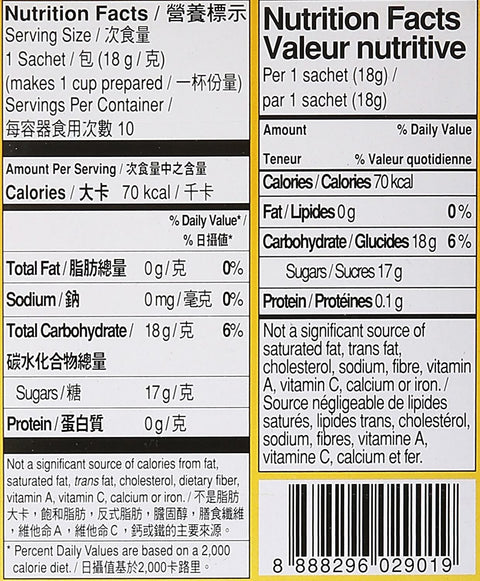 Nutrition Facts / 營養標示
Serving Size / 次食量
1 Sachet / 包 (18 g / 克)
(makes 1 cup prepared / 一杯份量)
Servings Per Container /
每容器食用次數 10
Amount Per Serving / 次食量中之含量
Calories / 大卡 70 kcal / 千卡
% Daily Value* /
% 日攝值*
Total Fat / 脂肪總量 0 g / 克 0%
Sodium / 鈉 0 mg / 毫克 0%
Total Carbohydrate / 18 g / 克 6%
碳水化合物總量
Sugars / 糖 17 g / 克
Protein / 蛋白質 0 g / 克
Not a significant source of calories from fat,
saturated fat, trans fat, cholesterol, dietary fiber,
vitamin A, vitamin C, calcium or iron. / 不是脂肪
大卡，飽和脂肪，反式脂肪，膽固醇，膳食纖維
，維他命 A，維他命 C，鈣或鐵的主要來源。
* Percent Daily Values are based on a 2,000
calorie diet. / 日攝值基於2,000卡路里。
Nutrition Facts
Valeur nutritive
Per 1 sachet (18g) /
par 1 sachet (18g)
Amount % Daily Value
Teneur % Valeur quotidienne
Calories / Calories 70 kcal
Fat / Lipides 0 g 0%
Carbohydrate / Glucides 18 g 6%
Sugars / Sucres 17 g
Protein / Protéines 0.1 g
Not a significant source of
saturated fat, trans fat,
cholesterol, sodium, fibre, vitamin
A, vitamin C, calcium or iron. /
Source négligeable de lipides
saturés, lipides trans, cholestérol,
sodium, fibres, vitamine A,
vitamine C, calcium et fer.
8 888296 029019